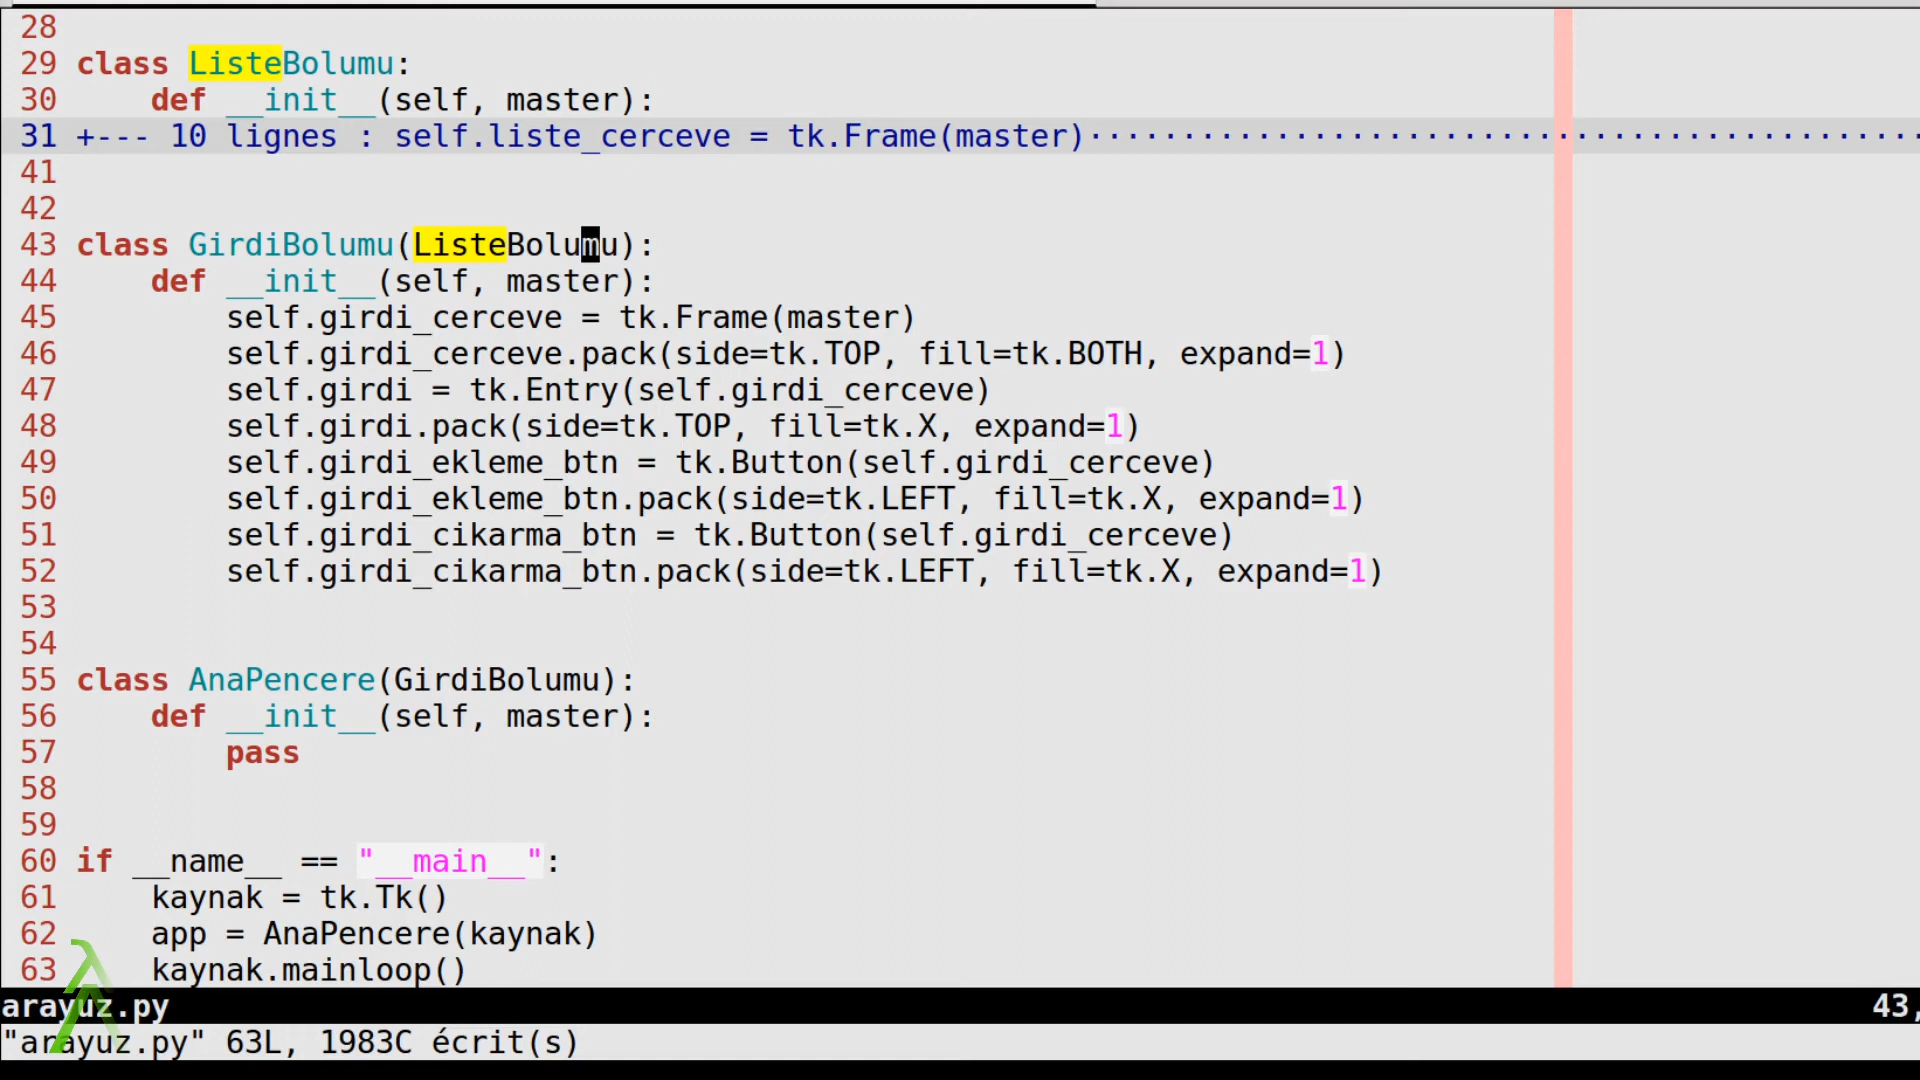 28
29 class ListeBolumu:
30     def __init__(self, master):
31 +--- 10 lignes : self.liste_cerceve = tk.Frame(master)············································
41
42
43 class GirdiBolumu(ListeBolumu):
44     def __init__(self, master):
45         self.girdi_cerceve = tk.Frame(master)
46         self.girdi_cerceve.pack(side=tk.TOP, fill=tk.BOTH, expand=1)
47         self.girdi = tk.Entry(self.girdi_cerceve)
48         self.girdi.pack(side=tk.TOP, fill=tk.X, expand=1)
49         self.girdi_ekleme_btn = tk.Button(self.girdi_cerceve)
50         self.girdi_ekleme_btn.pack(side=tk.LEFT, fill=tk.X, expand=1)
51         self.girdi_cikarma_btn = tk.Button(self.girdi_cerceve)
52         self.girdi_cikarma_btn.pack(side=tk.LEFT, fill=tk.X, expand=1)
53
54
55 class AnaPencere(GirdiBolumu):
56     def __init__(self, master):
57         pass
58
59
60 if __name__ == "__main__":
61     kaynak = tk.Tk()
62     app = AnaPencere(kaynak)
63     kaynak.mainloop()
arayuz.py 43,
"arayuz.py" 63L, 1983C écrit(s)